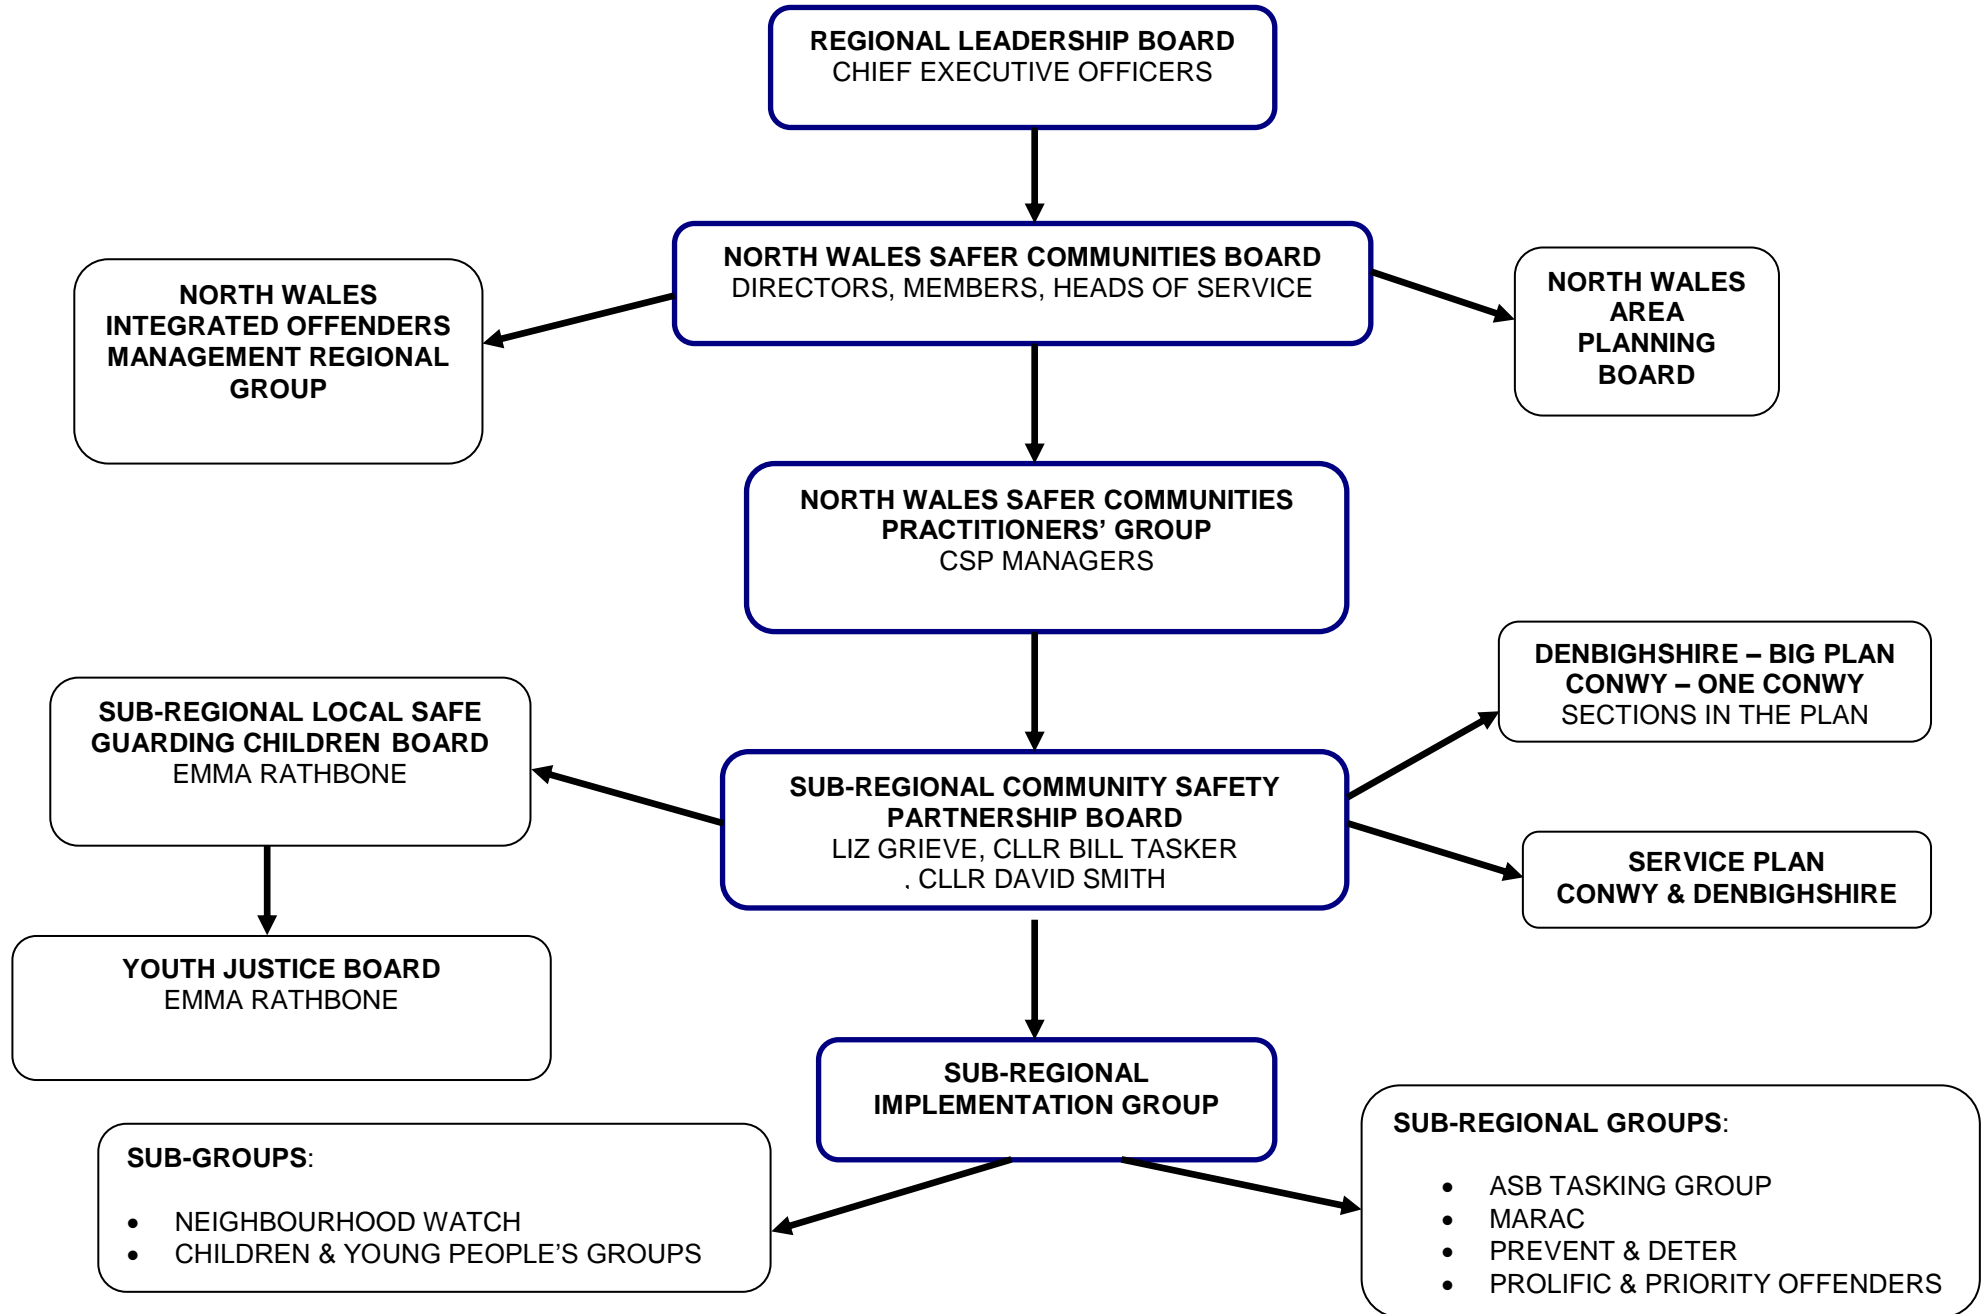 REGIONAL LEADERSHIP BOARD
CHIEF EXECUTIVE OFFICERS
NORTH WALES SAFER COMMUNITIES BOARD
DIRECTORS, MEMBERS, HEADS OF SERVICE
NORTH WALES
INTEGRATED OFFENDERS
MANAGEMENT REGIONAL
GROUP
NORTH WALES
AREA
PLANNING
BOARD
NORTH WALES SAFER COMMUNITIES
PRACTITIONERS’ GROUP
CSP MANAGERS
SUB-REGIONAL LOCAL SAFE
GUARDING CHILDREN BOARD
EMMA RATHBONE
DENBIGHSHIRE – BIG PLAN
CONWY – ONE CONWY
SECTIONS IN THE PLAN
SUB-REGIONAL COMMUNITY SAFETY
PARTNERSHIP BOARD
LIZ GRIEVE, CLLR BILL TASKER
, CLLR DAVID SMITH
SERVICE PLAN
CONWY & DENBIGHSHIRE
YOUTH JUSTICE BOARD
EMMA RATHBONE
SUB-REGIONAL
IMPLEMENTATION GROUP
SUB-GROUPS:
• NEIGHBOURHOOD WATCH
• CHILDREN & YOUNG PEOPLE’S GROUPS
SUB-REGIONAL GROUPS:
• ASB TASKING GROUP
• MARAC
• PREVENT & DETER
• PROLIFIC & PRIORITY OFFENDERS